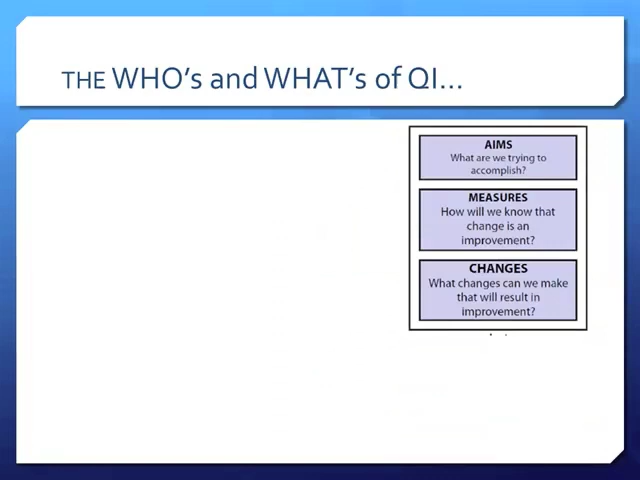 THE WHO's and WHAT's of QI...
AIMS
What are we trying to
accomplish?
MEASURES
How will we know that
change is an
improvement?
CHANGES
What changes can we make
that will result in
improvement?